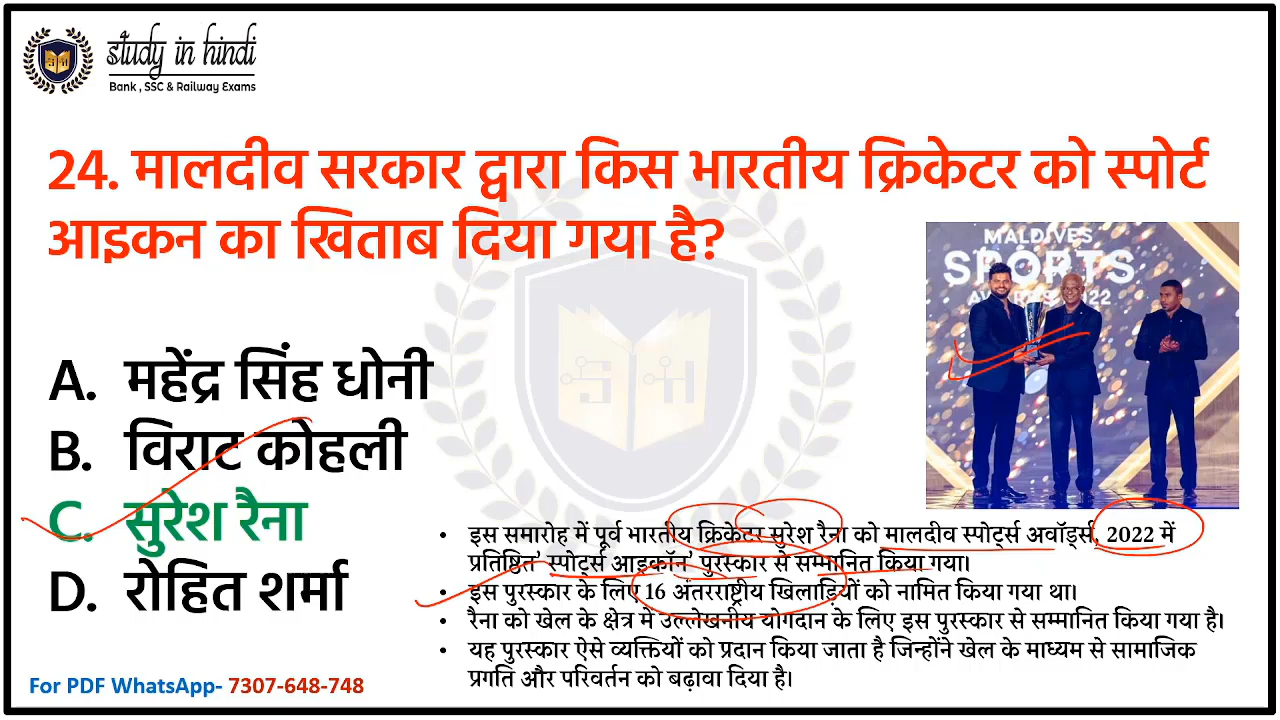 study in hindi
Bank , SSC & Railway Exams
24. मालदीव सरकार द्वारा किस भारतीय क्रिकेटर को स्पोर्ट
आइकन का खिताब दिया गया है?
MALDIVES
SPORTS
AWARDS 2022
A. महेंद्र सिंह धोनी
B. विराट कोहली
C. सुरेश रैना
D. रोहित शर्मा
• इस समारोह में पूर्व भारतीय क्रिकेटर सुरेश रैना को मालदीव स्पोर्ट्स अवॉर्ड्स, 2022 में
प्रतिष्ठित' स्पोर्ट्स आइकॉन' पुरस्कार से सम्मानित किया गया।
• इस पुरस्कार के लिए 16 अंतरराष्ट्रीय खिलाड़ियों को नामित किया गया था।
• रैना को खेल के क्षेत्र में उल्लेखनीय योगदान के लिए इस पुरस्कार से सम्मानित किया गया है।
• यह पुरस्कार ऐसे व्यक्तियों को प्रदान किया जाता है जिन्होंने खेल के माध्यम से सामाजिक
प्रगति और परिवर्तन को बढ़ावा दिया है।
For PDF WhatsApp- 7307-648-748